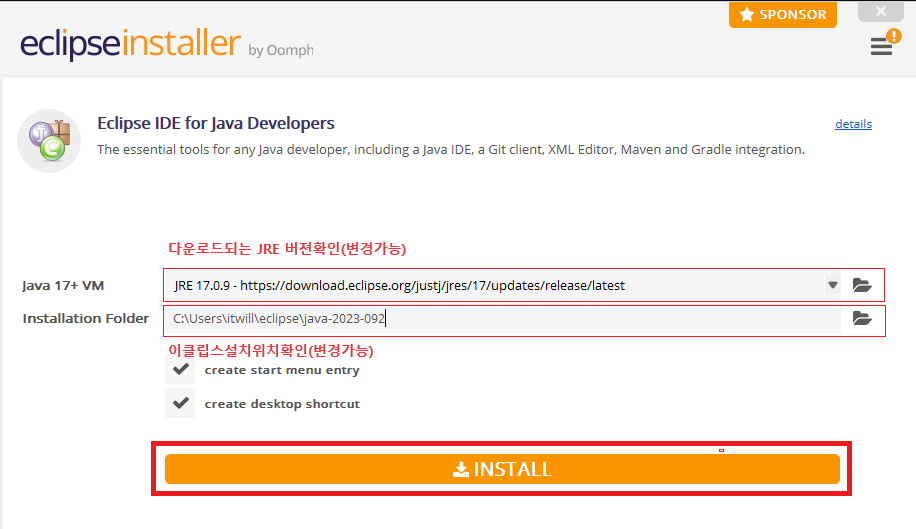 SPONSOR
eclipseinstaller by Oomph
!
Eclipse IDE for Java Developers
details
The essential tools for any Java developer, including a Java IDE, a Git client, XML Editor, Maven and Gradle integration.
다운로드되는 JRE 버전확인(변경가능)
Java 17+ VM
JRE 17.0.9 - https://download.eclipse.org/justj/jres/17/updates/release/latest
Installation Folder
C:\Users\itwill\eclipse\java-2023-092
이클립스설치위치확인(변경가능)
create start menu entry
create desktop shortcut
INSTALL